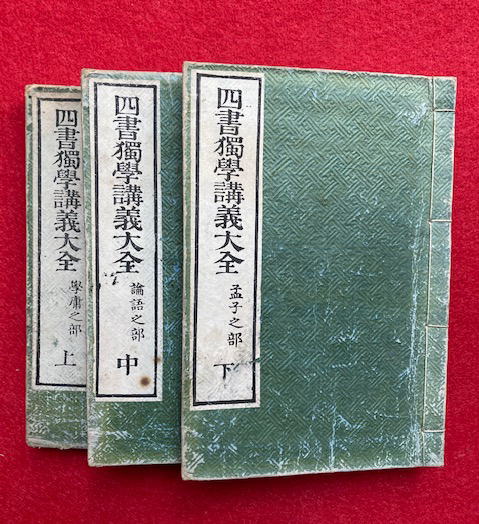 四書獨學講義大全
孟子之部
下
四書獨學講義大全
論語之部
中
四書獨學講義大全
學庸之部
上